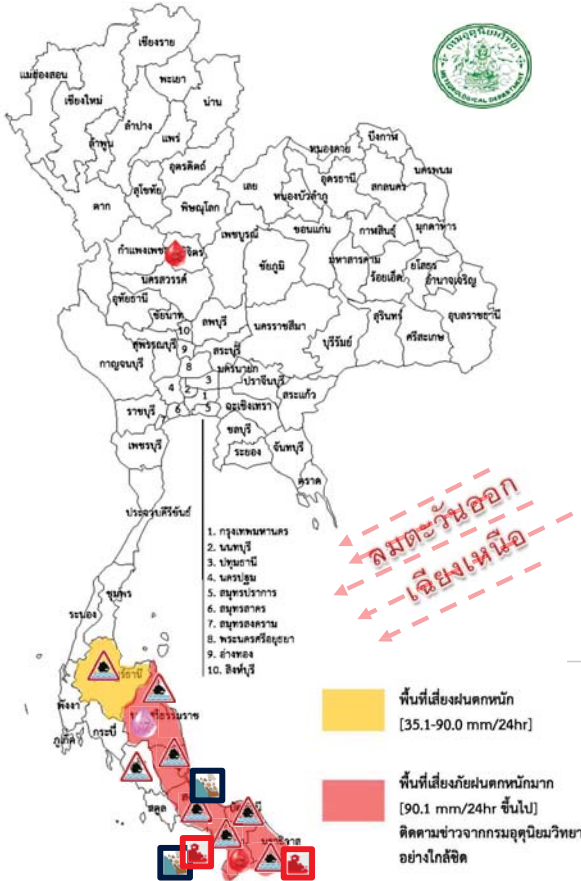 กรมอุตุนิยมวิทยา
METEOROLOGICAL DEPARTMENT
เชียงราย
แม่ฮ่องสอน
พะเยา
เชียงใหม่
น่าน
ลำปาง
ลำพูน
แพร่
อุตรดิตถ์
ตาก
สุโขทัย
พิษณุโลก
เลย
หนองคาย
บึงกาฬ
นครพนม
อุดรธานี
สกลนคร
หนองบัวลำภู
กำแพงเพชร
จิตร
เพชรบูรณ์
ขอนแก่น
กาฬสินธุ์
มุกดาหาร
นครสวรรค์
ชัยภูมิ
มหาสารคาม
ร้อยเอ็ด
ยโสธร
อำนาจเจริญ
อุทัยธานี
ชัยนาท
ลพบุรี
นครราชสีมา
บุรีรัมย์
สุรินทร์
ศรีสะเกษ
อุบลราชธานี
10
สุพรรณบุรี
9
สระบุรี
กาญจนบุรี
8
นครนายก
ปราจีนบุรี
4
2
3
1
สระแก้ว
ราชบุรี
6
5
ฉะเชิงเทรา
ชลบุรี
เพชรบุรี
ระยอง
จันทบุรี
ตราด
ประจวบคีรีขันธ์
ลมตะวันออก
เฉียงเหนือ
1. กรุงเทพมหานคร
2. นนทบุรี
3. ปทุมธานี
4. นครปฐม
5. สมุทรปราการ
6. สมุทรสาคร
7. สมุทรสงคราม
8. พระนครศรีอยุธยา
9. อ่างทอง
10. สิงห์บุรี
ชุมพร
ระนอง
ร์ธานี
พังงา
กระบี่
ภูเก็ต
สตูล
พื้นที่เสี่ยงฝนตกหนัก
[35.1-90.0 mm/24hr]
พื้นที่เสี่ยงภัยฝนตกหนักมาก
[90.1 mm/24hr ขึ้นไป]
ติดตามข่าวจากกรมอุตุนิยมวิทยา
อย่างใกล้ชิด